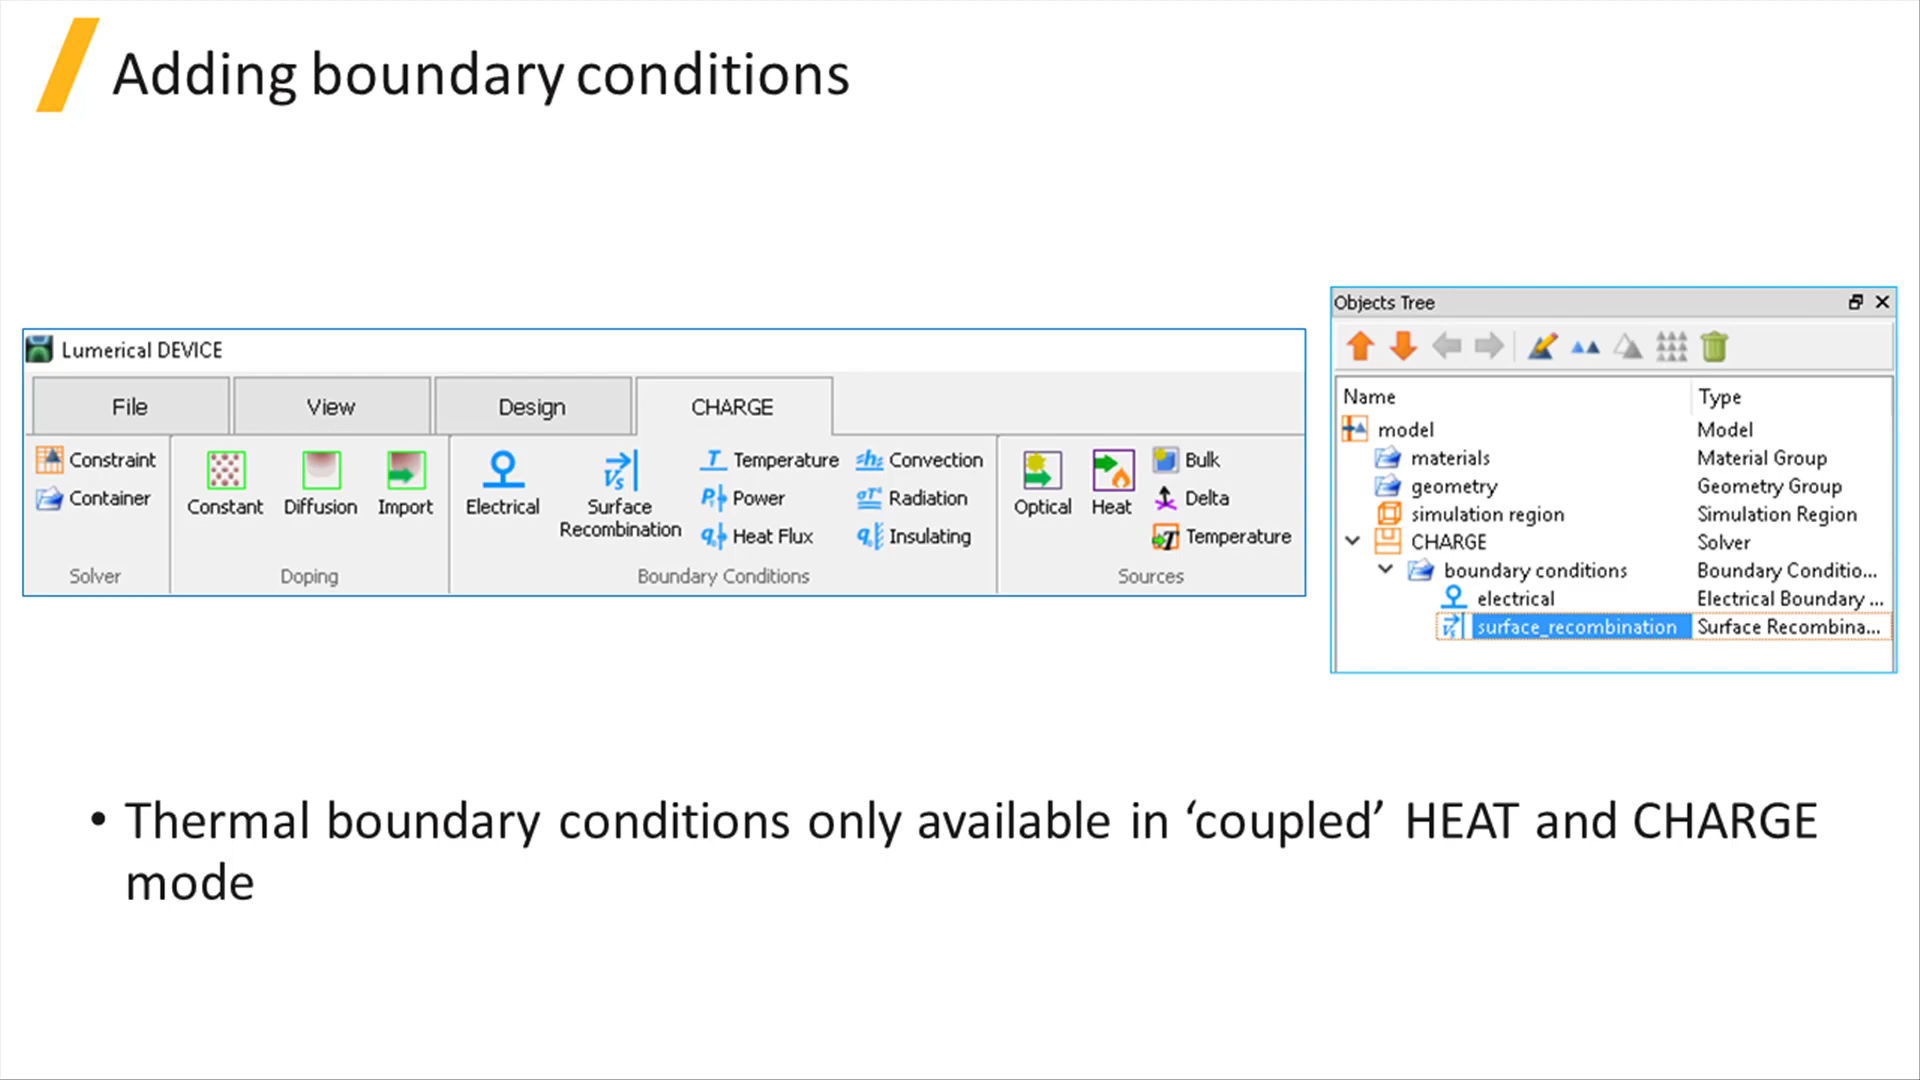 Adding boundary conditions
Lumerical DEVICE
File
View
Design
CHARGE
Constraint
Container
Solver
Constant
Diffusion
Import
Doping
Electrical
Surface
Recombination
Temperature
Power
Heat Flux
Convection
Radiation
Insulating
Boundary Conditions
Optical
Heat
Bulk
Delta
Temperature
Sources
Objects Tree
Name Type
model Model
materials Material Group
geometry Geometry Group
simulation region Simulation Region
CHARGE Solver
boundary conditions Boundary Conditio...
electrical Electrical Boundary ...
surface_recombination Surface Recombina...
• Thermal boundary conditions only available in ‘coupled’ HEAT and CHARGE
mode